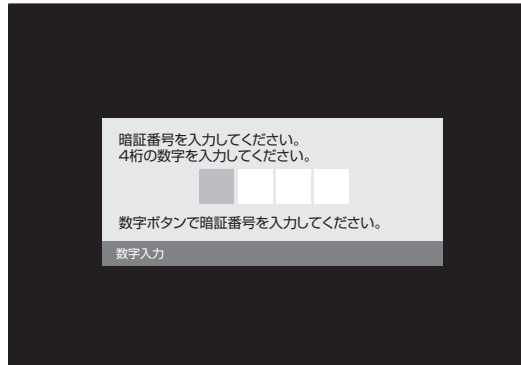 暗証番号を入力してください。
4桁の数字を入力してください。
数字ボタンで暗証番号を入力してください。
数字入力